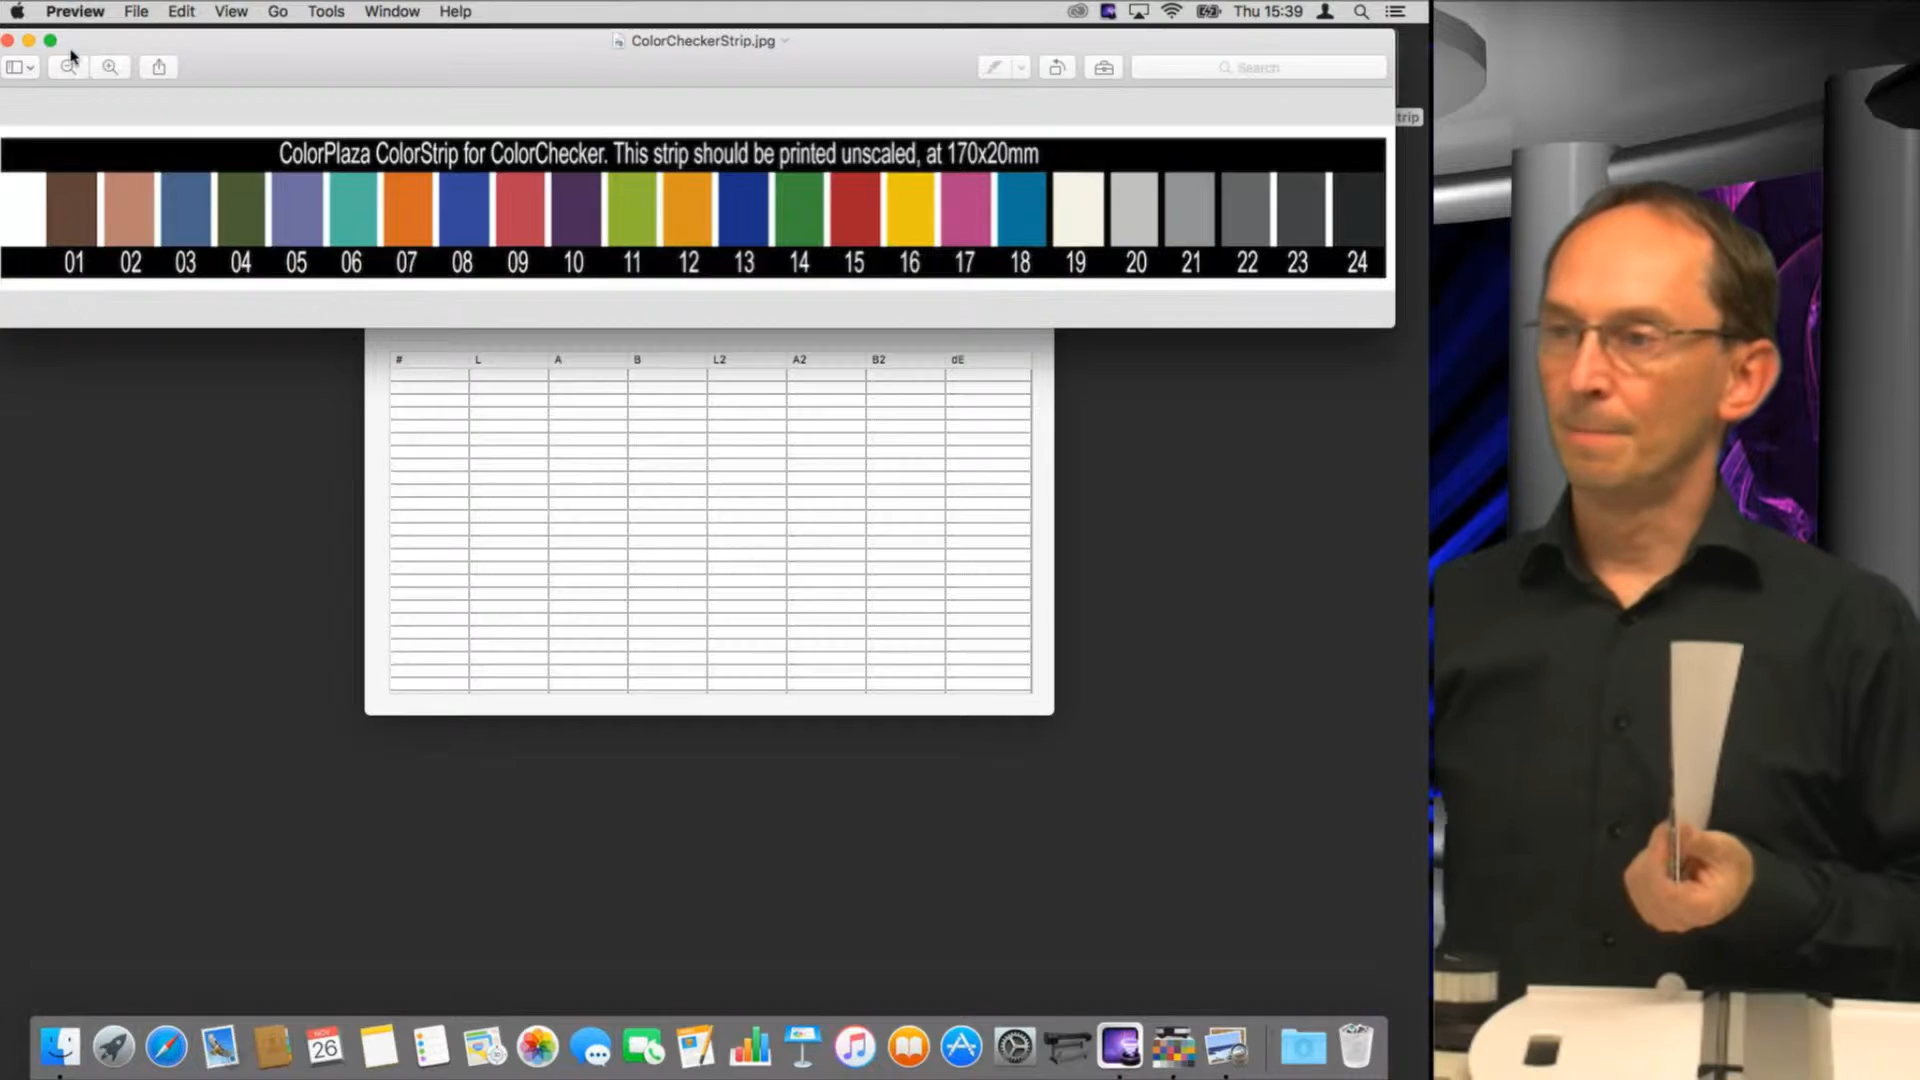 Preview File Edit View Go Tools Window Help
Thu 15:39
ColorCheckerStrip.jpg
Search
trip
ColorPlaza ColorStrip for ColorChecker. This strip should be printed unscaled, at 170x20mm
01 02 03 04 05 06 07 08 09 10 11 12 13 14 15 16 17 18 19 20 21 22 23 24
# L A B L2 A2 B2 dE
NOV
26